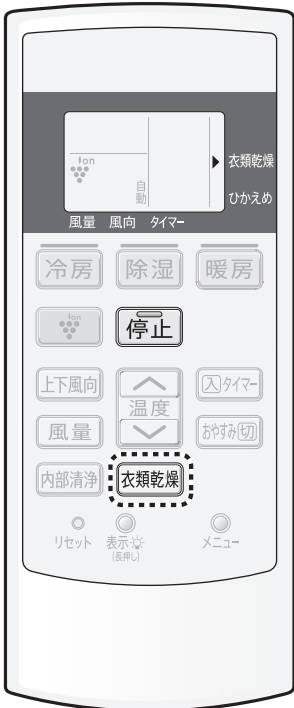 Ion
自動
衣類乾燥
ひかえめ
風量 風向 タイマー
冷房 除湿 暖房
Ion 停止
上下風向 温度 入タイマー
風量 おやすみ切
内部清浄 衣類乾燥
リセット 表示・ メニュー
(長押し)